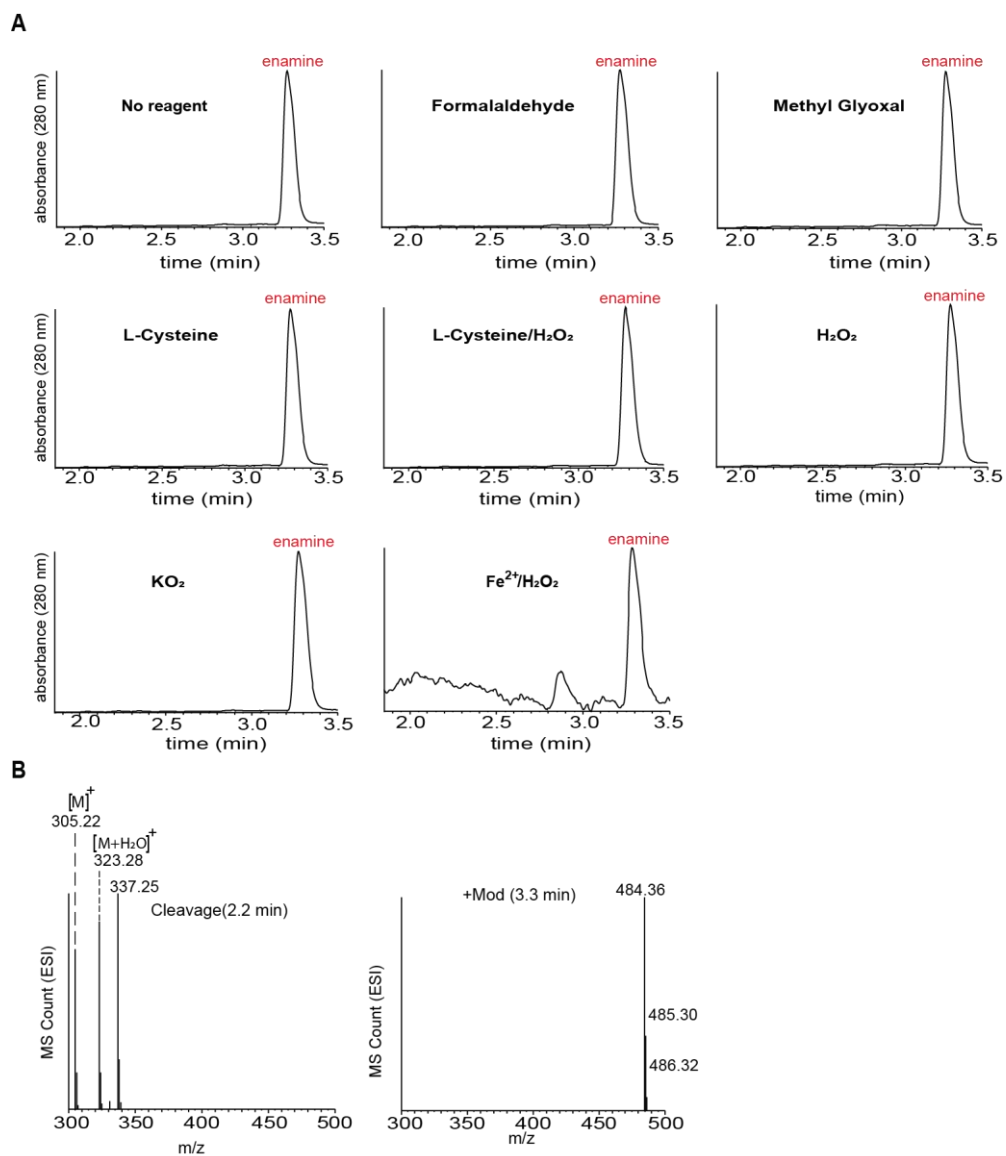 A
enamine
No reagent
absorbance (280 nm)
2.0 2.5 3.0 3.5
time (min)
enamine
Formalaldehyde
2.0 2.5 3.0 3.5
time (min)
enamine
Methyl Glyoxal
2.0 2.5 3.0 3.5
time (min)
enamine
L-Cysteine
absorbance (280 nm)
2.0 2.5 3.0 3.5
time (min)
enamine
L-Cysteine/H₂O₂
2.0 2.5 3.0 3.5
time (min)
enamine
H₂O₂
2.0 2.5 3.0 3.5
time (min)
enamine
KO₂
absorbance (280 nm)
2.0 2.5 3.0 3.5
time (min)
enamine
Fe²⁺/H₂O₂
2.0 2.5 3.0 3.5
time (min)
B
[M]⁺
305.22
[M+H₂O]⁺
323.28
337.25
Cleavage(2.2 min)
MS Count (ESI)
300 350 400 450 500
m/z
+Mod (3.3 min)
484.36
485.30
486.32
MS Count (ESI)
300 350 400 450 500
m/z